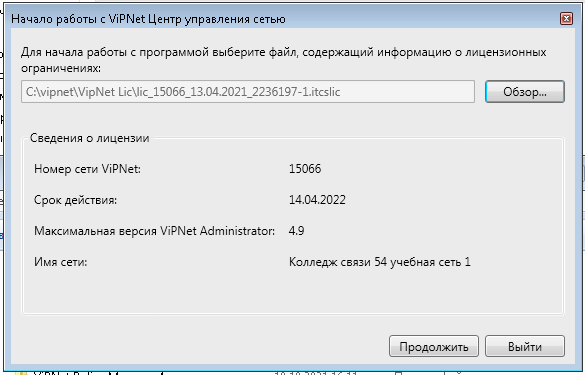 Начало работы с ViPNet Центр управления сетью
Для начала работы с программой выберите файл, содержащий информацию о лицензионных
ограничениях:
C:\vipnet\VipNet Lic\lic_15066_13.04.2021_2236197-1.itcslic
Обзор...
Сведения о лицензии
Номер сети ViPNet: 15066
Срок действия: 14.04.2022
Максимальная версия ViPNet Administrator: 4.9
Имя сети: Колледж связи 54 учебная сеть 1
Продолжить Выйти